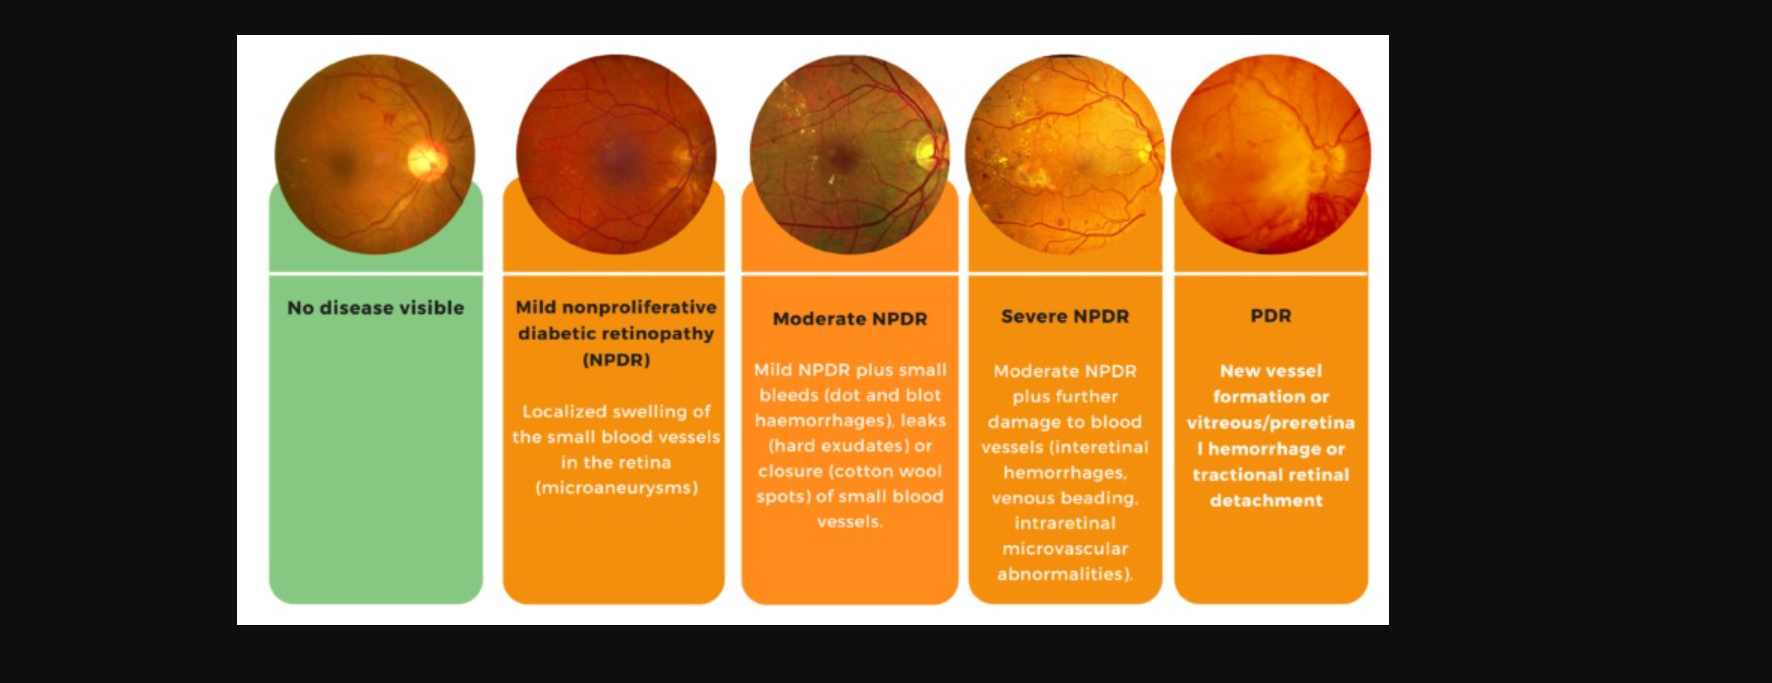 No disease visible
Mild nonproliferative
diabetic retinopathy
(NPDR)
Localized swelling of
the small blood vessels
in the retina
(microaneurysms)
Moderate NPDR
Mild NPDR plus small
bleeds (dot and blot
haemorrhages), leaks
(hard exudates) or
closure (cotton wool
spots) of small blood
vessels.
Severe NPDR
Moderate NPDR
plus further
damage to blood
vessels (interetinal
hemorrhages,
venous beading,
intraretinal
microvascular
abnormalities).
PDR
New vessel
formation or
vitreous/preretina
l hemorrhage or
tractional retinal
detachment